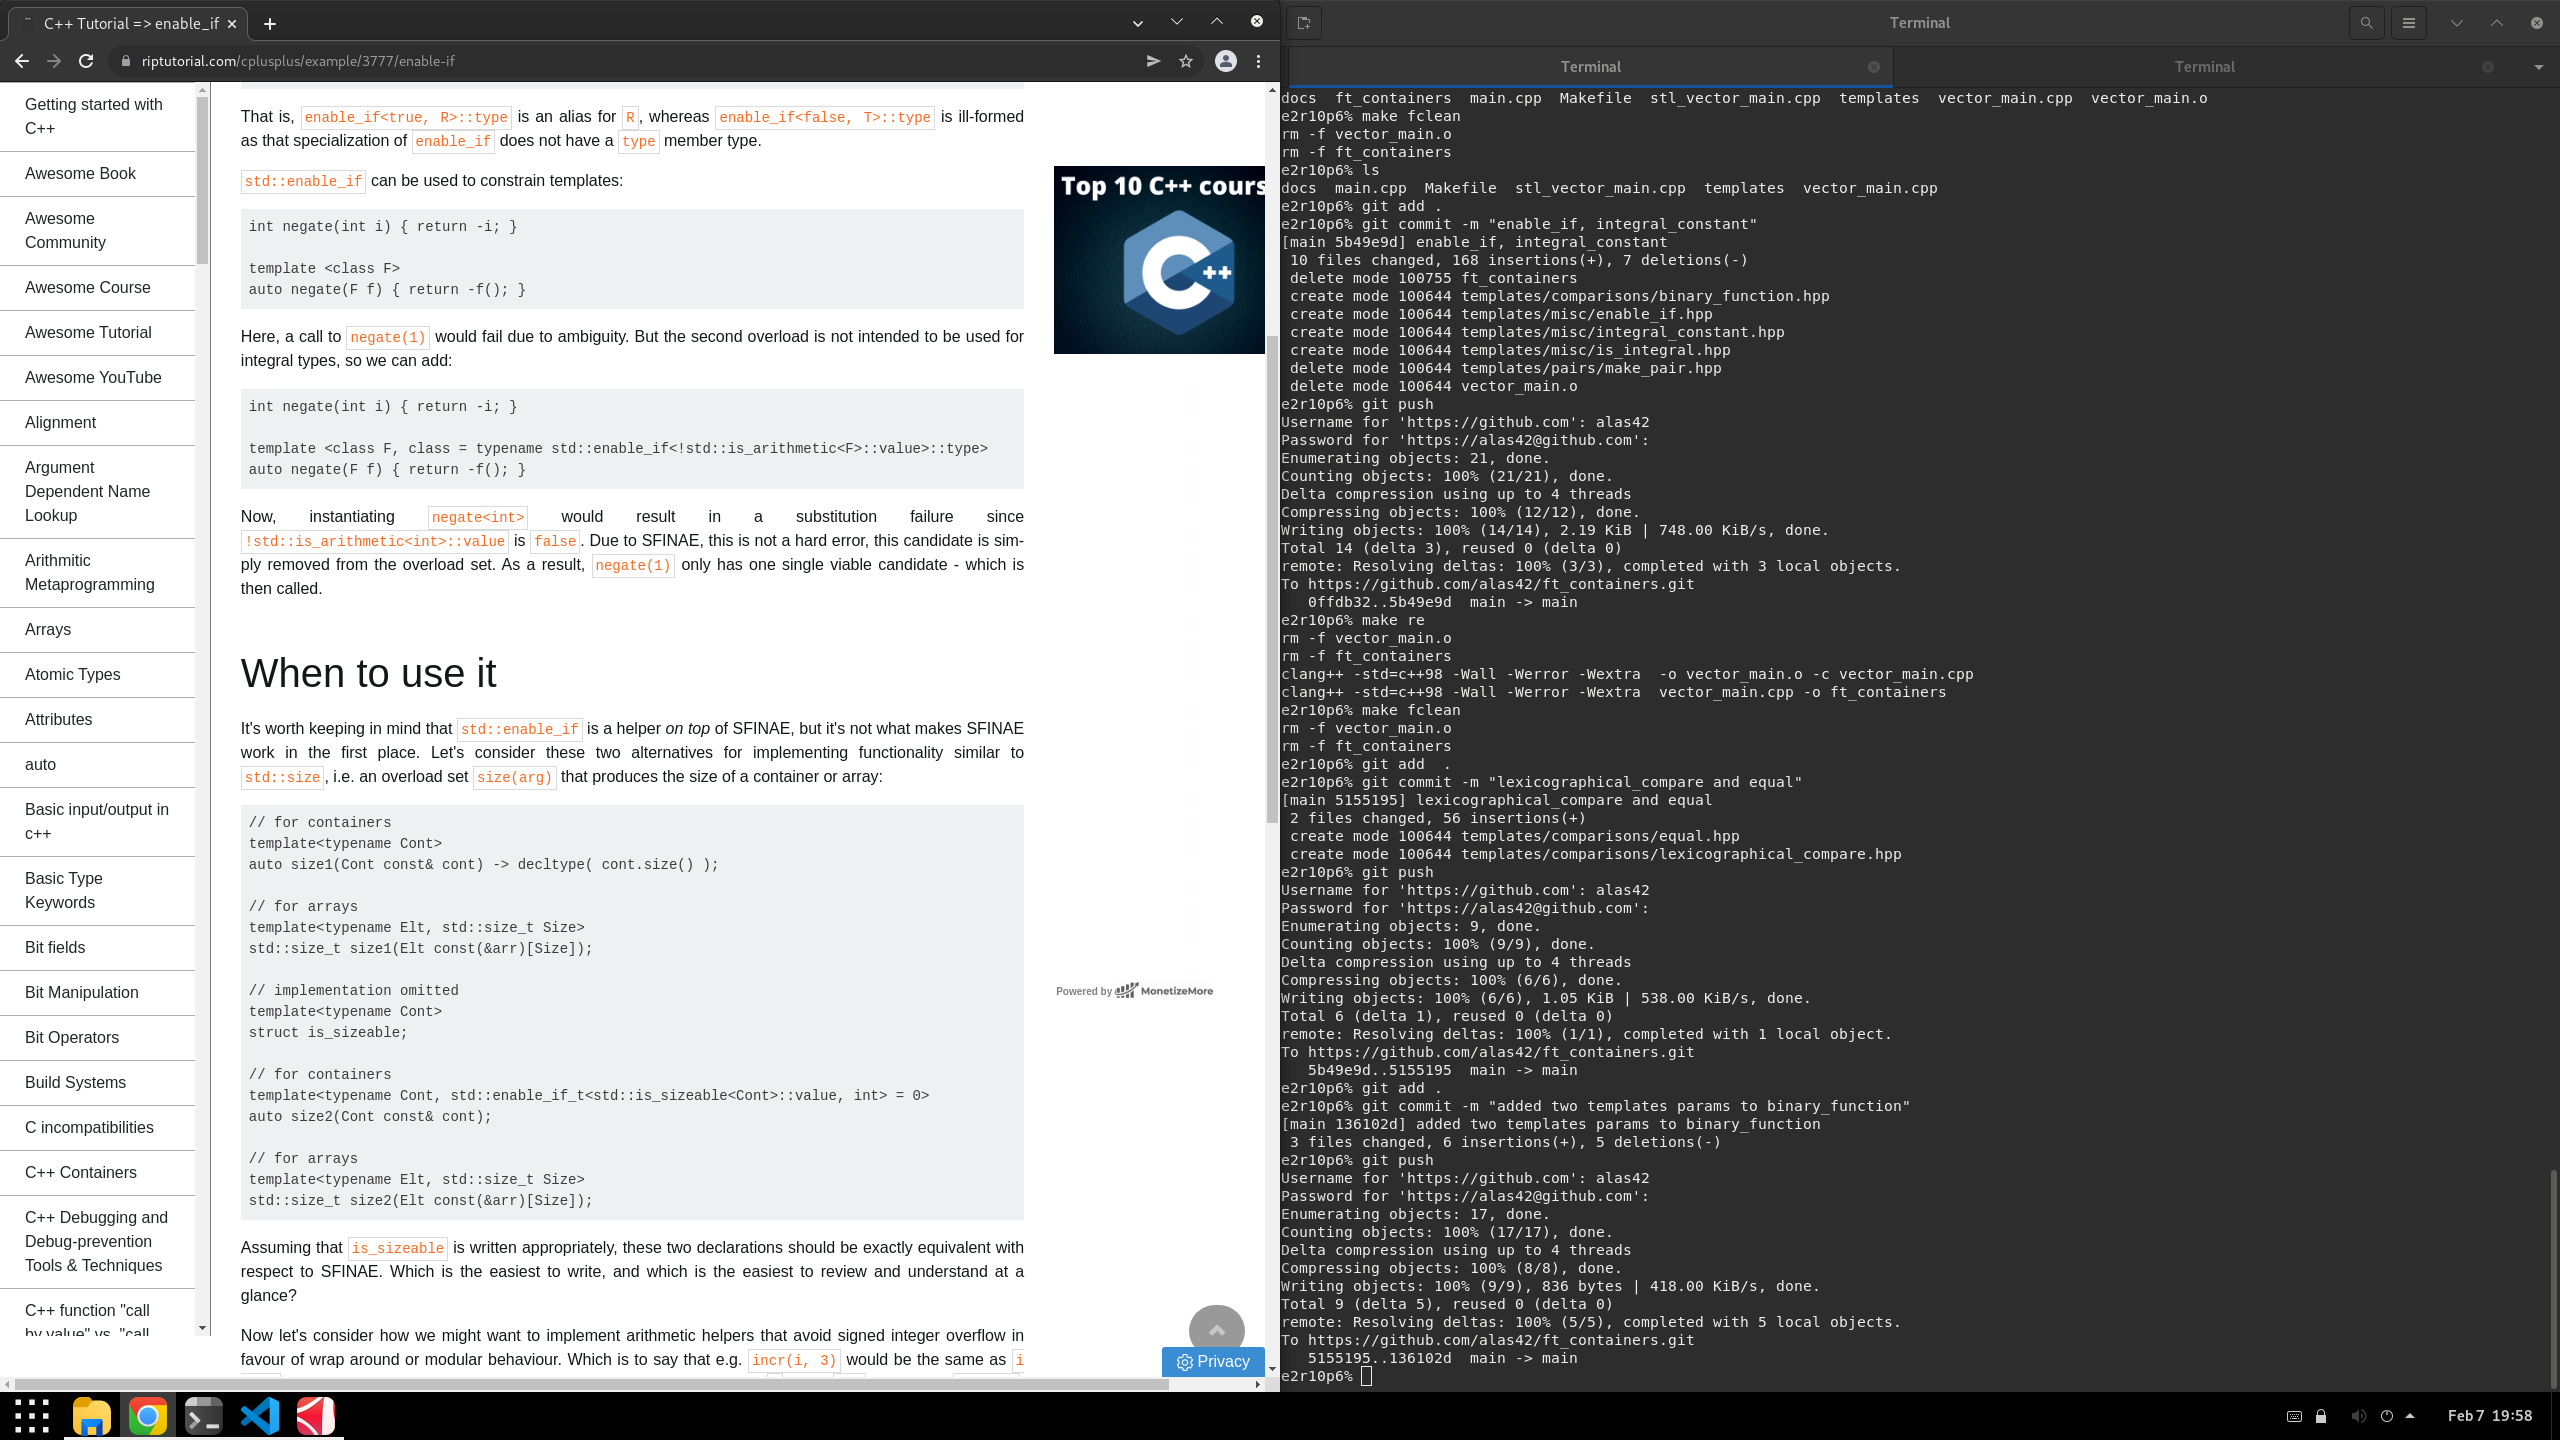 C++ Tutorial => enable_if
riptutorial.com/cplusplus/example/3777/enable-if
Getting started with
C++
Awesome Book
Awesome
Community
Awesome Course
Awesome Tutorial
Awesome YouTube
Alignment
Argument
Dependent Name
Lookup
Arithmitic
Metaprogramming
Arrays
Atomic Types
Attributes
auto
Basic input/output in
c++
Basic Type
Keywords
Bit fields
Bit Manipulation
Bit Operators
Build Systems
C incompatibilities
C++ Containers
C++ Debugging and
Debug-prevention
Tools & Techniques
C++ function "call
by value" vs. "call
That is, enable_if<true, R>::type is an alias for R, whereas enable_if<false, T>::type is ill-formed
as that specialization of enable_if does not have a type member type.
std::enable_if can be used to constrain templates:
int negate(int i) { return -i; }
template <class F>
auto negate(F f) { return -f(); }
Here, a call to negate(1) would fail due to ambiguity. But the second overload is not intended to be used for
integral types, so we can add:
int negate(int i) { return -i; }
template <class F, class = typename std::enable_if<!std::is_arithmetic<F>::value>::type>
auto negate(F f) { return -f(); }
Now, instantiating negate<int> would result in a substitution failure since
!std::is_arithmetic<int>::value is false. Due to SFINAE, this is not a hard error, this candidate is sim-
ply removed from the overload set. As a result, negate(1) only has one single viable candidate - which is
then called.
When to use it
It's worth keeping in mind that std::enable_if is a helper on top of SFINAE, but it's not what makes SFINAE
work in the first place. Let's consider these two alternatives for implementing functionality similar to
std::size, i.e. an overload set size(arg) that produces the size of a container or array:
// for containers
template<typename Cont>
auto size1(Cont const& cont) -> decltype( cont.size() );
// for arrays
template<typename Elt, std::size_t Size>
std::size_t size1(Elt const(&arr)[Size]);
// implementation omitted
template<typename Cont>
struct is_sizeable;
// for containers
template<typename Cont, std::enable_if_t<std::is_sizeable<Cont>::value, int> = 0>
auto size2(Cont const& cont);
// for arrays
template<typename Elt, std::size_t Size>
std::size_t size2(Elt const(&arr)[Size]);
Assuming that is_sizeable is written appropriately, these two declarations should be exactly equivalent with
respect to SFINAE. Which is the easiest to write, and which is the easiest to review and understand at a
glance?
Now let's consider how we might want to implement arithmetic helpers that avoid signed integer overflow in
favour of wrap around or modular behaviour. Which is to say that e.g. incr(i, 3) would be the same as i
Top 10 C++ cours
C++
Powered by MonetizeMore
Privacy
Terminal
Terminal
Terminal
docs  ft_containers  main.cpp  Makefile  stl_vector_main.cpp  templates  vector_main.cpp  vector_main.o
e2r10p6% make fclean
rm -f vector_main.o
rm -f ft_containers
e2r10p6% ls
docs  main.cpp  Makefile  stl_vector_main.cpp  templates  vector_main.cpp
e2r10p6% git add .
e2r10p6% git commit -m "enable_if, integral_constant"
[main 5b49e9d] enable_if, integral_constant
 10 files changed, 168 insertions(+), 7 deletions(-)
 delete mode 100755 ft_containers
 create mode 100644 templates/comparisons/binary_function.hpp
 create mode 100644 templates/misc/enable_if.hpp
 create mode 100644 templates/misc/integral_constant.hpp
 create mode 100644 templates/misc/is_integral.hpp
 delete mode 100644 templates/pairs/make_pair.hpp
 delete mode 100644 vector_main.o
e2r10p6% git push
Username for 'https://github.com': alas42
Password for 'https://alas42@github.com':
Enumerating objects: 21, done.
Counting objects: 100% (21/21), done.
Delta compression using up to 4 threads
Compressing objects: 100% (12/12), done.
Writing objects: 100% (14/14), 2.19 KiB | 748.00 KiB/s, done.
Total 14 (delta 3), reused 0 (delta 0)
remote: Resolving deltas: 100% (3/3), completed with 3 local objects.
To https://github.com/alas42/ft_containers.git
   0ffdb32..5b49e9d  main -> main
e2r10p6% make re
rm -f vector_main.o
rm -f ft_containers
clang++ -std=c++98 -Wall -Werror -Wextra  -o vector_main.o -c vector_main.cpp
clang++ -std=c++98 -Wall -Werror -Wextra  vector_main.cpp -o ft_containers
e2r10p6% make fclean
rm -f vector_main.o
rm -f ft_containers
e2r10p6% git add  .
e2r10p6% git commit -m "lexicographical_compare and equal"
[main 5155195] lexicographical_compare and equal
 2 files changed, 56 insertions(+)
 create mode 100644 templates/comparisons/equal.hpp
 create mode 100644 templates/comparisons/lexicographical_compare.hpp
e2r10p6% git push
Username for 'https://github.com': alas42
Password for 'https://alas42@github.com':
Enumerating objects: 9, done.
Counting objects: 100% (9/9), done.
Delta compression using up to 4 threads
Compressing objects: 100% (6/6), done.
Writing objects: 100% (6/6), 1.05 KiB | 538.00 KiB/s, done.
Total 6 (delta 1), reused 0 (delta 0)
remote: Resolving deltas: 100% (1/1), completed with 1 local object.
To https://github.com/alas42/ft_containers.git
   5b49e9d..5155195  main -> main
e2r10p6% git add .
e2r10p6% git commit -m "added two templates params to binary_function"
[main 136102d] added two templates params to binary_function
 3 files changed, 6 insertions(+), 5 deletions(-)
e2r10p6% git push
Username for 'https://github.com': alas42
Password for 'https://alas42@github.com':
Enumerating objects: 17, done.
Counting objects: 100% (17/17), done.
Delta compression using up to 4 threads
Compressing objects: 100% (8/8), done.
Writing objects: 100% (9/9), 836 bytes | 418.00 KiB/s, done.
Total 9 (delta 5), reused 0 (delta 0)
remote: Resolving deltas: 100% (5/5), completed with 5 local objects.
To https://github.com/alas42/ft_containers.git
   5155195..136102d  main -> main
e2r10p6%
Feb 7  19:58